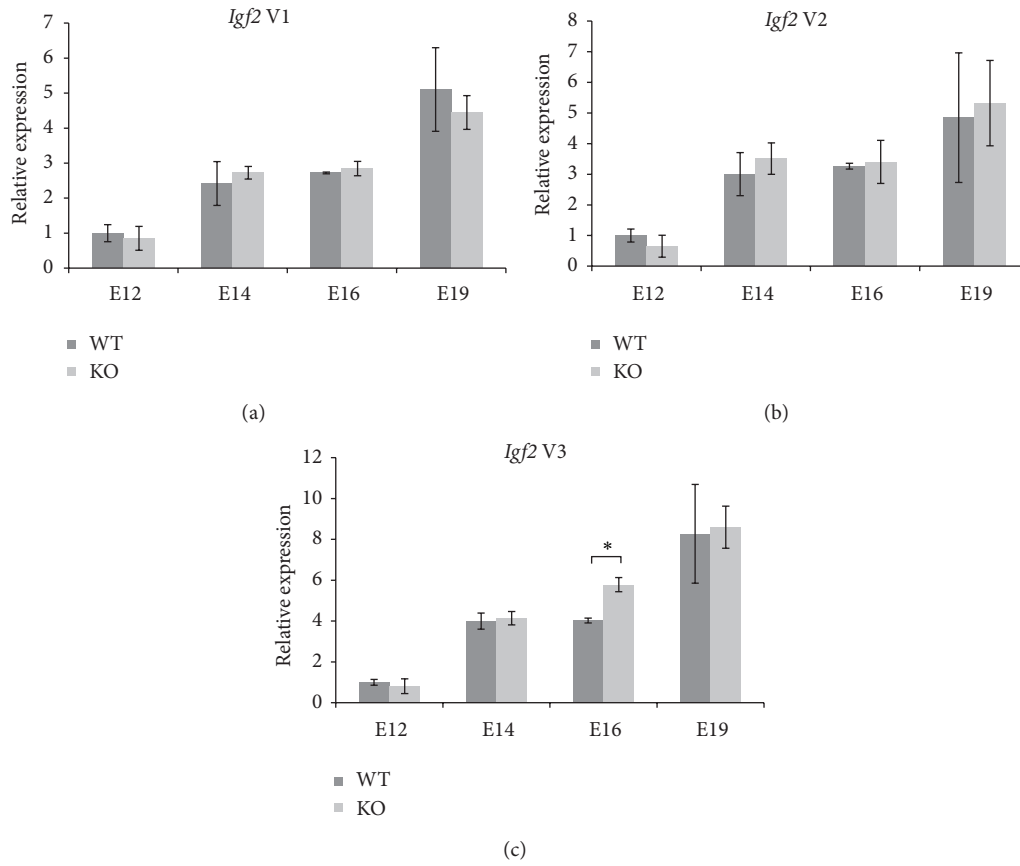 Igf2 V1
Relative expression
7
6
5
4
3
2
1
0
E12 E14 E16 E19
WT
KO
(a)
Igf2 V2
Relative expression
8
7
6
5
4
3
2
1
0
E12 E14 E16 E19
WT
KO
(b)
Igf2 V3
Relative expression
12
10
8
6
4
2
0
*
E12 E14 E16 E19
WT
KO
(c)